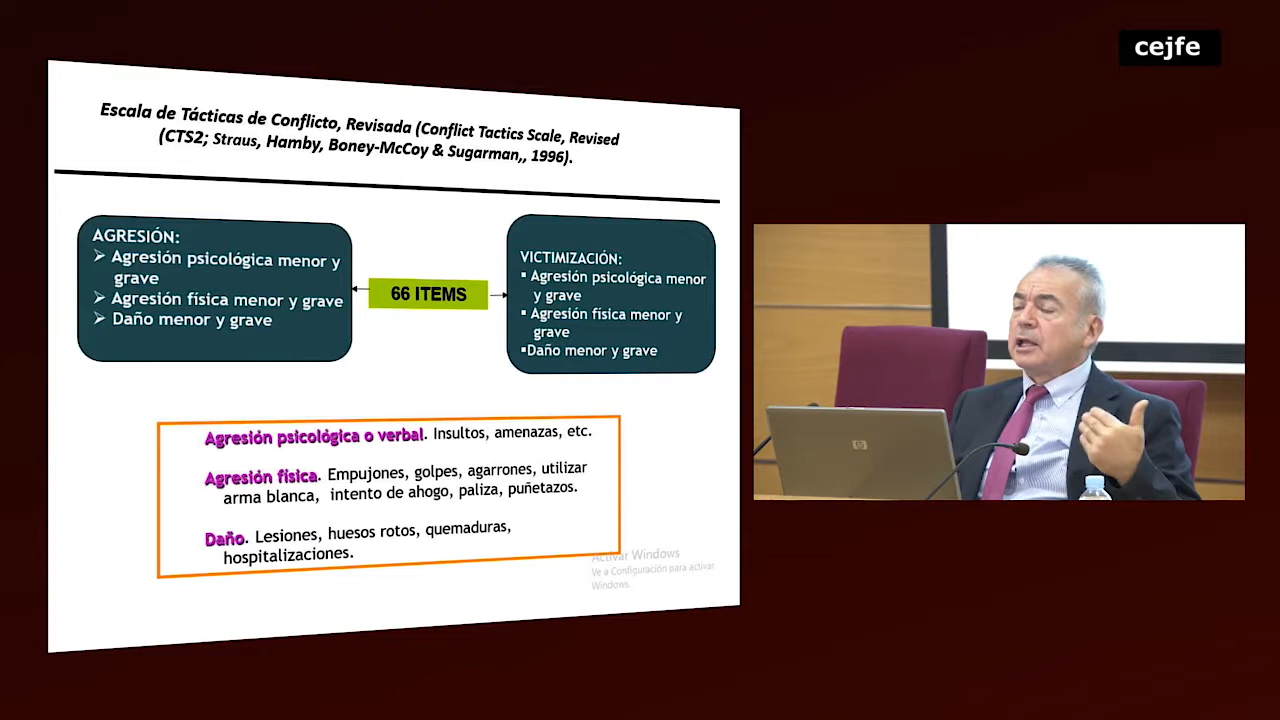 cejfe
Escala de Tácticas de Conflicto, Revisada (Conflict Tactics Scale, Revised
(CTS2; Straus, Hamby, Boney-McCoy & Sugarman,, 1996).
AGRESIÓN:
➢ Agresión psicológica menor y
grave
➢ Agresión física menor y grave
➢ Daño menor y grave
66 ITEMS
VICTIMIZACIÓN:
▪ Agresión psicológica menor
y grave
▪ Agresión física menor y
grave
▪Daño menor y grave
Agresión psicológica o verbal. Insultos, amenazas, etc.
Agresión física. Empujones, golpes, agarrones, utilizar
arma blanca, intento de ahogo, paliza, puñetazos.
Daño. Lesiones, huesos rotos, quemaduras,
hospitalizaciones.
Activar Windows
Ve a Configuración para activar
Windows.
hp